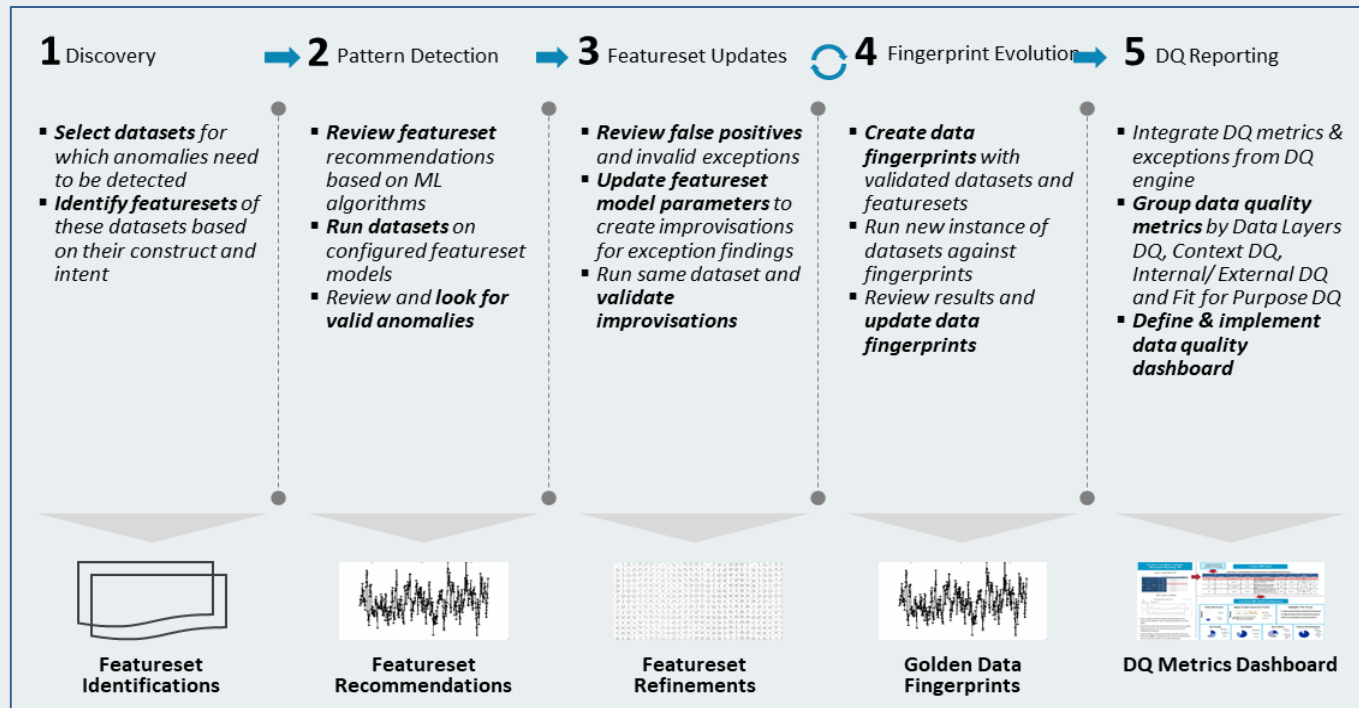 1 Discovery
2 Pattern Detection
3 Featureset Updates
4 Fingerprint Evolution
5 DQ Reporting
▪ Select datasets for
which anomalies need
to be detected
▪ Identify featuresets of
these datasets based
on their construct and
intent
▪ Review featureset
recommendations
based on ML
algorithms
▪ Run datasets on
configured featureset
models
▪ Review and look for
valid anomalies
▪ Review false positives
and invalid exceptions
▪ Update featureset
model parameters to
create improvisations
for exception findings
▪ Run same dataset and
validate
improvisations
▪ Create data
fingerprints with
validated datasets and
featuresets
▪ Run new instance of
datasets against
fingerprints
▪ Review results and
update data
fingerprints
▪ Integrate DQ metrics &
exceptions from DQ
engine
▪ Group data quality
metrics by Data Layers
DQ, Context DQ,
Internal/ External DQ
and Fit for Purpose DQ
▪ Define & implement
data quality
dashboard
Featureset
Identifications
Featureset
Recommendations
Featureset
Refinements
Golden Data
Fingerprints
DQ Metrics Dashboard